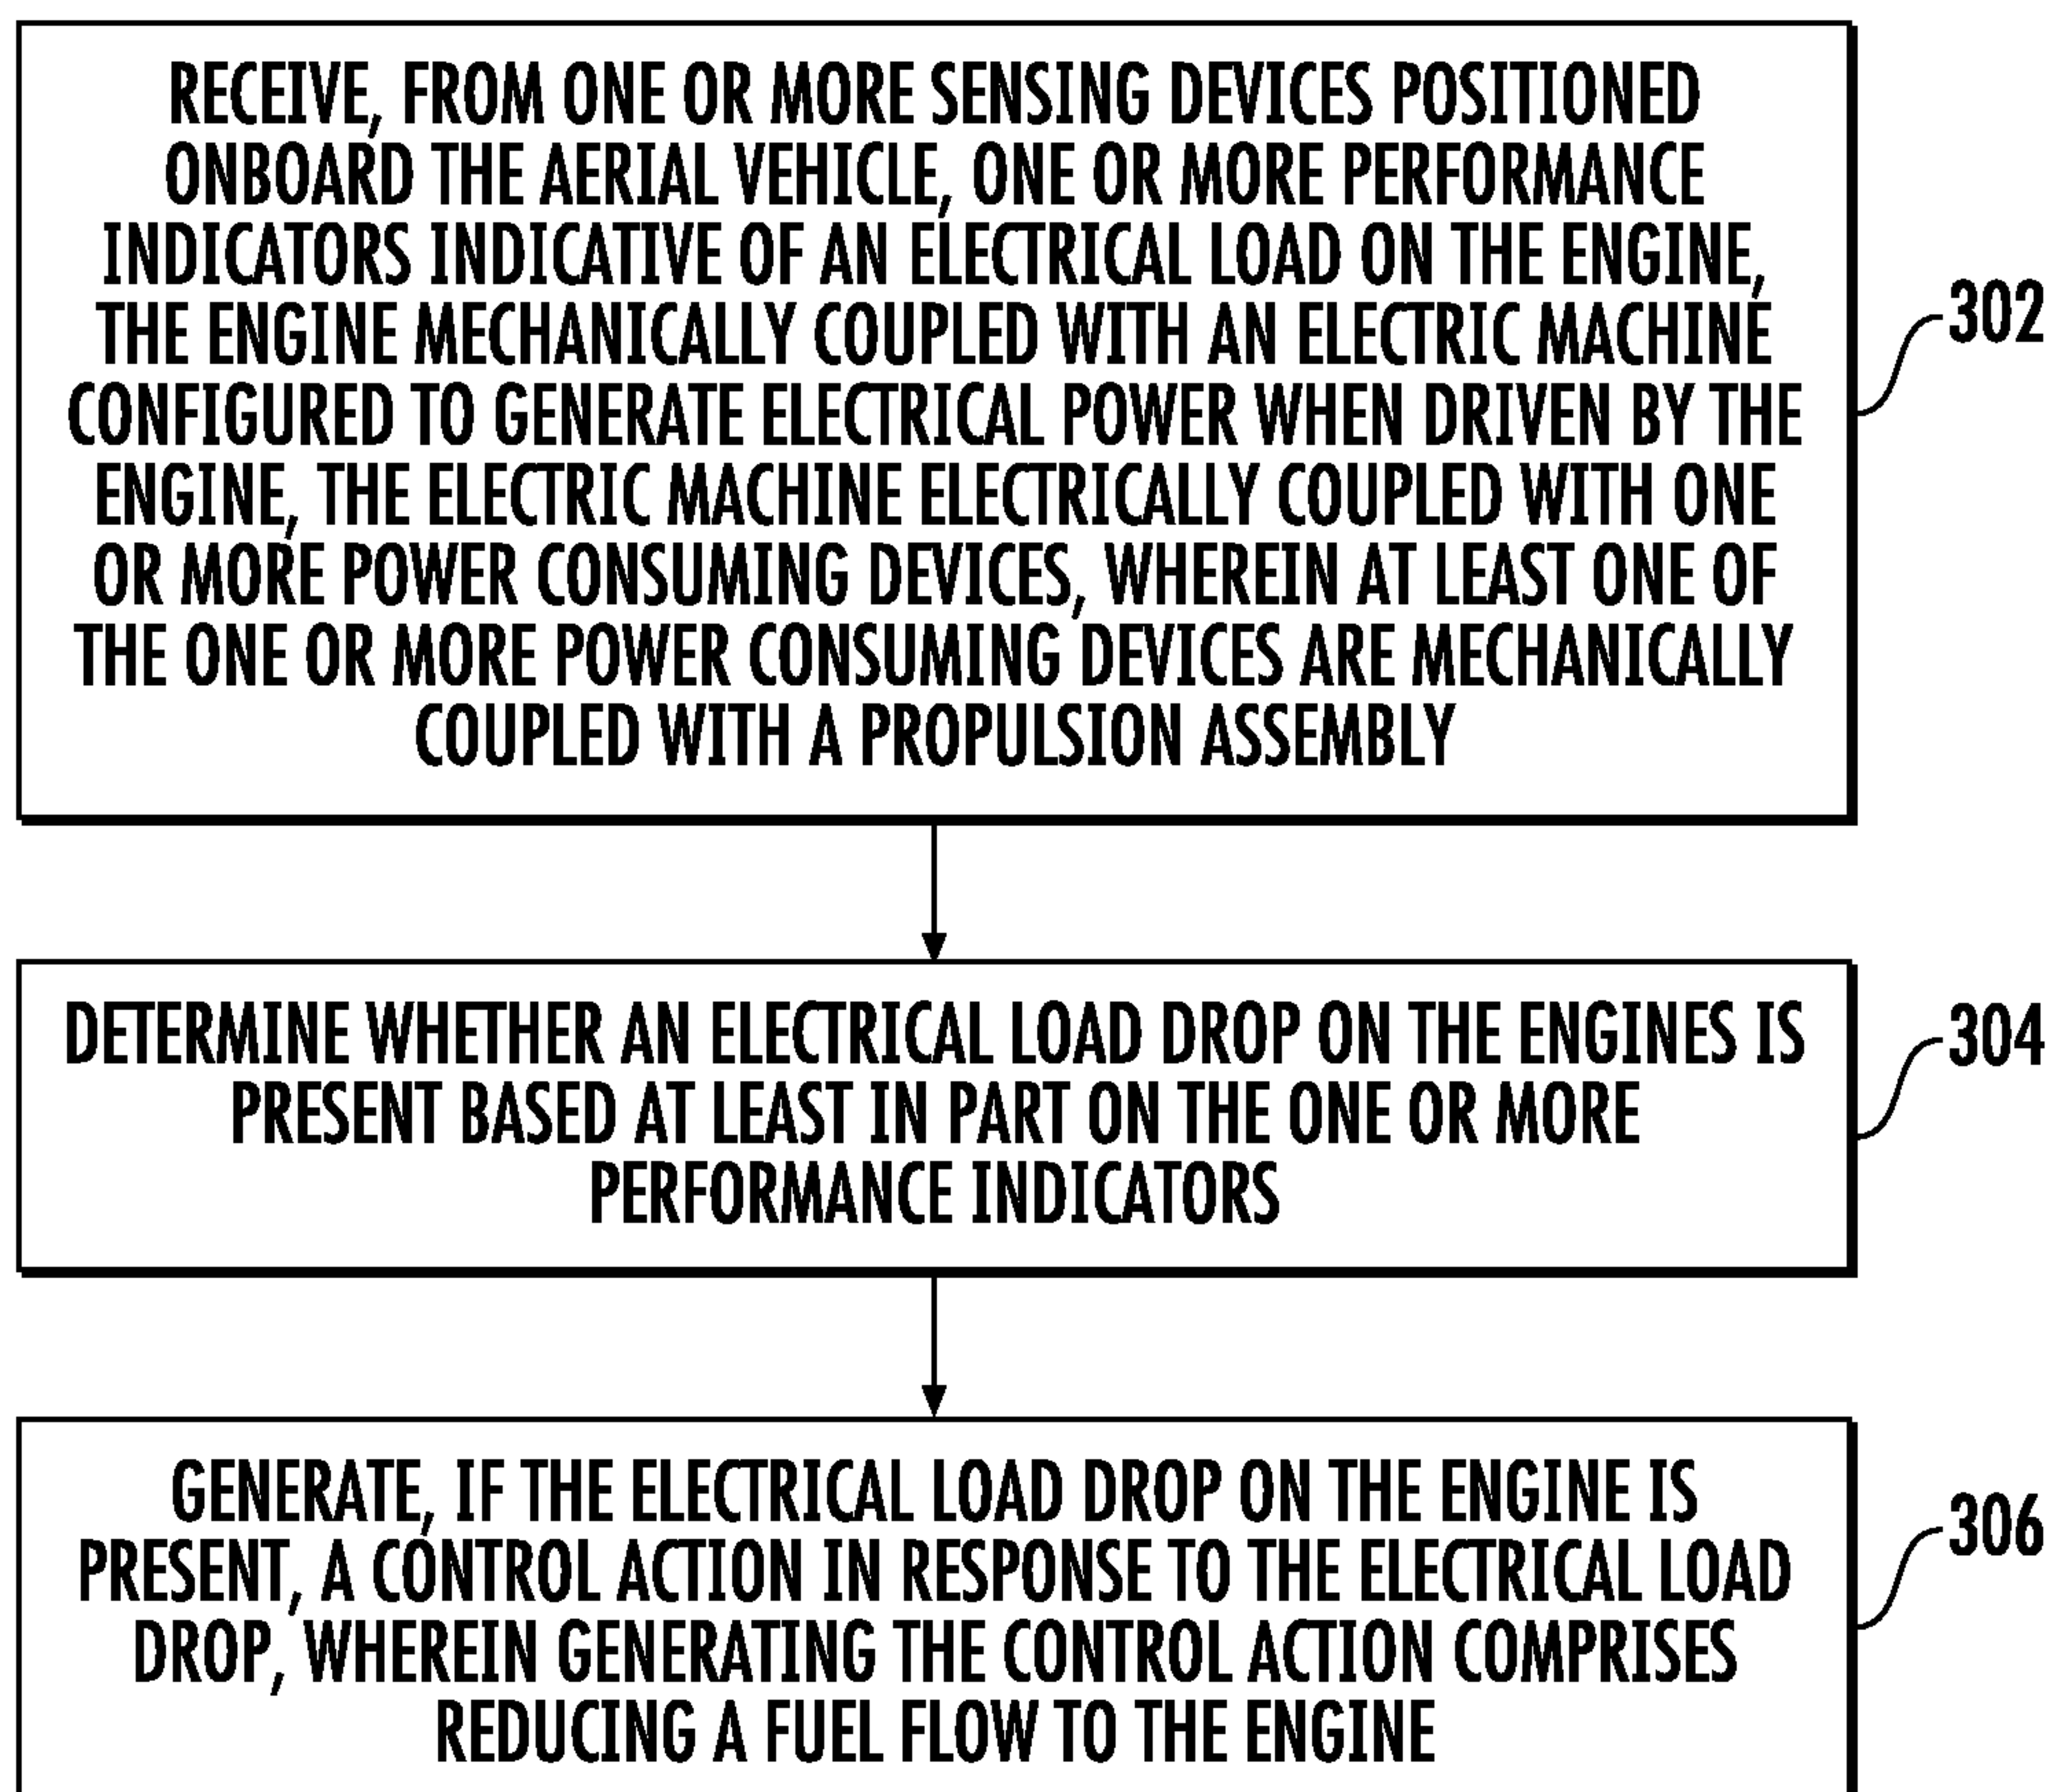 RECEIVE, FROM ONE OR MORE SENSING DEVICES POSITIONED
ONBOARD THE AERIAL VEHICLE, ONE OR MORE PERFORMANCE
INDICATORS INDICATIVE OF AN ELECTRICAL LOAD ON THE ENGINE,
THE ENGINE MECHANICALLY COUPLED WITH AN ELECTRIC MACHINE
CONFIGURED TO GENERATE ELECTRICAL POWER WHEN DRIVEN BY THE
ENGINE, THE ELECTRIC MACHINE ELECTRICALLY COUPLED WITH ONE
OR MORE POWER CONSUMING DEVICES, WHEREIN AT LEAST ONE OF
THE ONE OR MORE POWER CONSUMING DEVICES ARE MECHANICALLY
COUPLED WITH A PROPULSION ASSEMBLY
302
DETERMINE WHETHER AN ELECTRICAL LOAD DROP ON THE ENGINES IS
PRESENT BASED AT LEAST IN PART ON THE ONE OR MORE
PERFORMANCE INDICATORS
304
GENERATE, IF THE ELECTRICAL LOAD DROP ON THE ENGINE IS
PRESENT, A CONTROL ACTION IN RESPONSE TO THE ELECTRICAL LOAD
DROP, WHEREIN GENERATING THE CONTROL ACTION COMPRISES
REDUCING A FUEL FLOW TO THE ENGINE
306